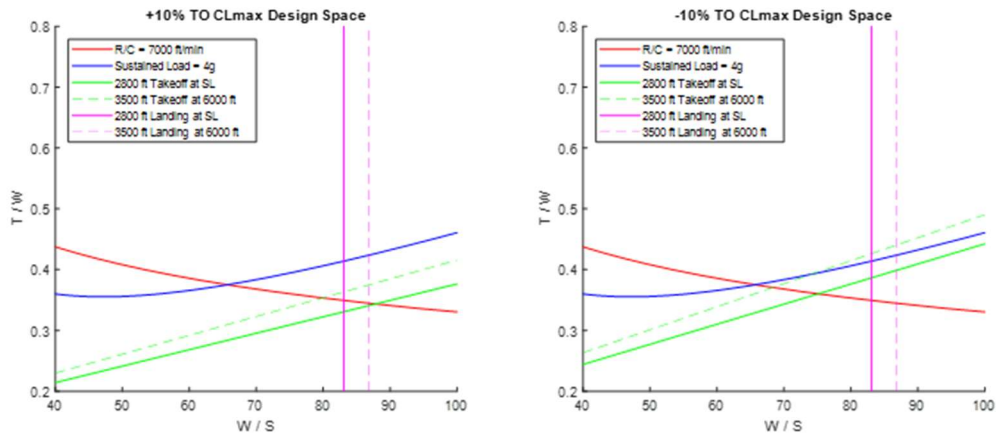 +10% TO CLmax Design Space
0.8
0.7
0.6
0.5
0.4
0.3
0.2
T / W
R/C = 7000 ft/min
Sustained Load = 4g
2800 ft Takeoff at SL
3500 ft Takeoff at 6000 ft
2800 ft Landing at SL
3500 ft Landing at 6000 ft
40 50 60 70 80 90 100
W / S
-10% TO CLmax Design Space
0.8
0.7
0.6
0.5
0.4
0.3
0.2
T / W
R/C = 7000 ft/min
Sustained Load = 4g
2800 ft Takeoff at SL
3500 ft Takeoff at 6000 ft
2800 ft Landing at SL
3500 ft Landing at 6000 ft
40 50 60 70 80 90 100
W / S